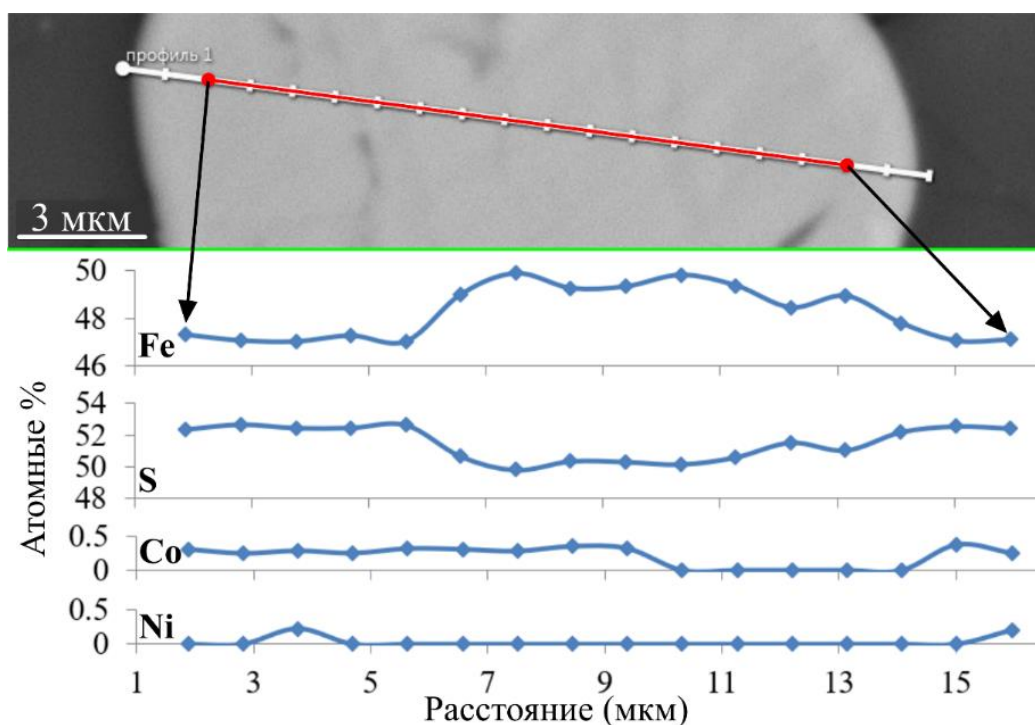 профиль 1
3 мкм
Атомные %
50
48
46
Fe
54
52
50
48
S
0.5
0
Co
0.5
0
Ni
1 3 5 7 9 11 13 15
Расстояние (мкм)